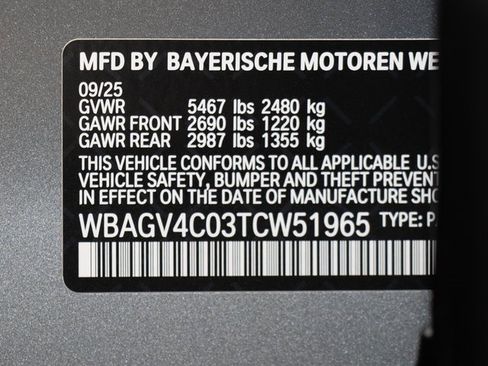 MFD BY BAYERISCHE MOTOREN WE
09/25
GVWR 5467 lbs 2480 kg
GAWR FRONT 2690 lbs 1220 kg
GAWR REAR 2987 lbs 1355 kg
THIS VEHICLE CONFORMS TO ALL APPLICABLE U.S
VEHICLE SAFETY, BUMPER AND THEFT PREVENT
IN EFFECT ON THE DATE OF MANUFACTURE SHO
WBAGV4C03TCW51965 TYPE: P.